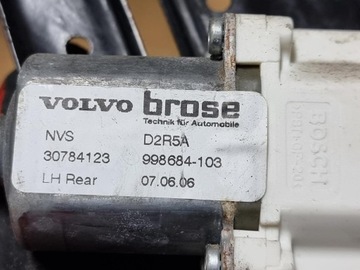 VOLVO brose
Technik für Automobile
NVS D2R5A
30784123 998684-103
LH Rear 07.06.06
BOSCH